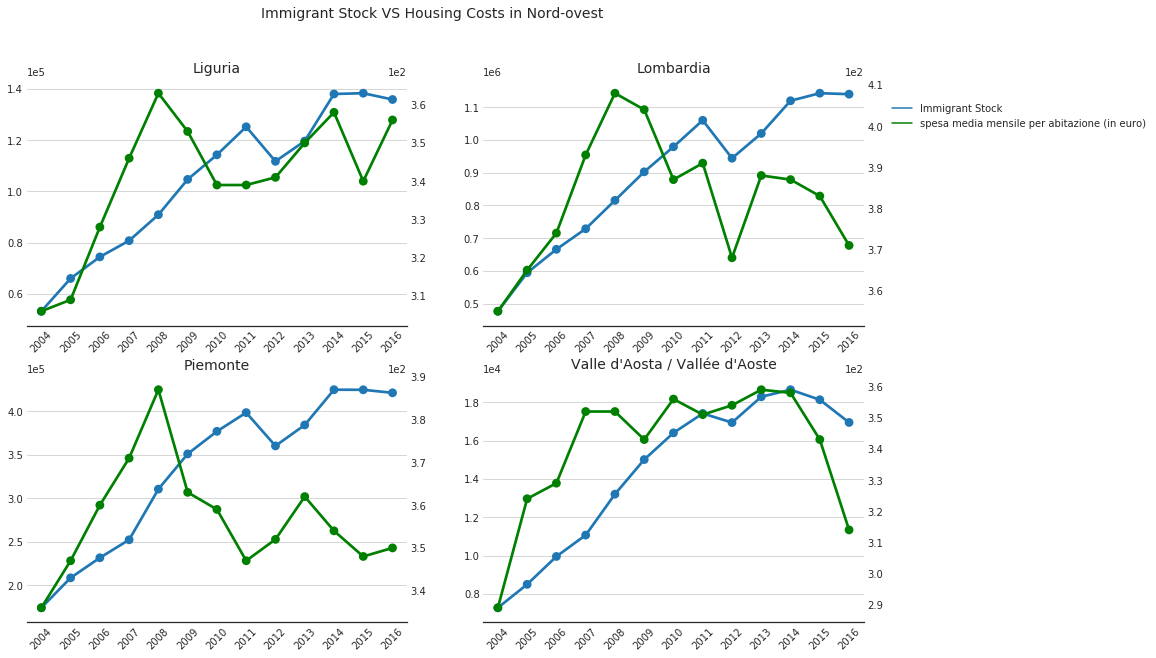 Immigrant Stock VS Housing Costs in Nord-ovest
Liguria
1e5
1e2
1.4
1.2
1.0
0.8
0.6
3.6
3.5
3.4
3.3
3.2
3.1
2004 2005 2006 2007 2008 2009 2010 2011 2012 2013 2014 2015 2016
Lombardia
1e6
1e2
1.1
1.0
0.9
0.8
0.7
0.6
0.5
4.1
4.0
3.9
3.8
3.7
3.6
2004 2005 2006 2007 2008 2009 2010 2011 2012 2013 2014 2015 2016
Immigrant Stock
spesa media mensile per abitazione (in euro)
Piemonte
1e5
1e2
4.0
3.5
3.0
2.5
2.0
3.9
3.8
3.7
3.6
3.5
3.4
2004 2005 2006 2007 2008 2009 2010 2011 2012 2013 2014 2015 2016
Valle d'Aosta / Vallée d'Aoste
1e4
1e2
1.8
1.6
1.4
1.2
1.0
0.8
3.6
3.5
3.4
3.3
3.2
3.1
3.0
2.9
2004 2005 2006 2007 2008 2009 2010 2011 2012 2013 2014 2015 2016